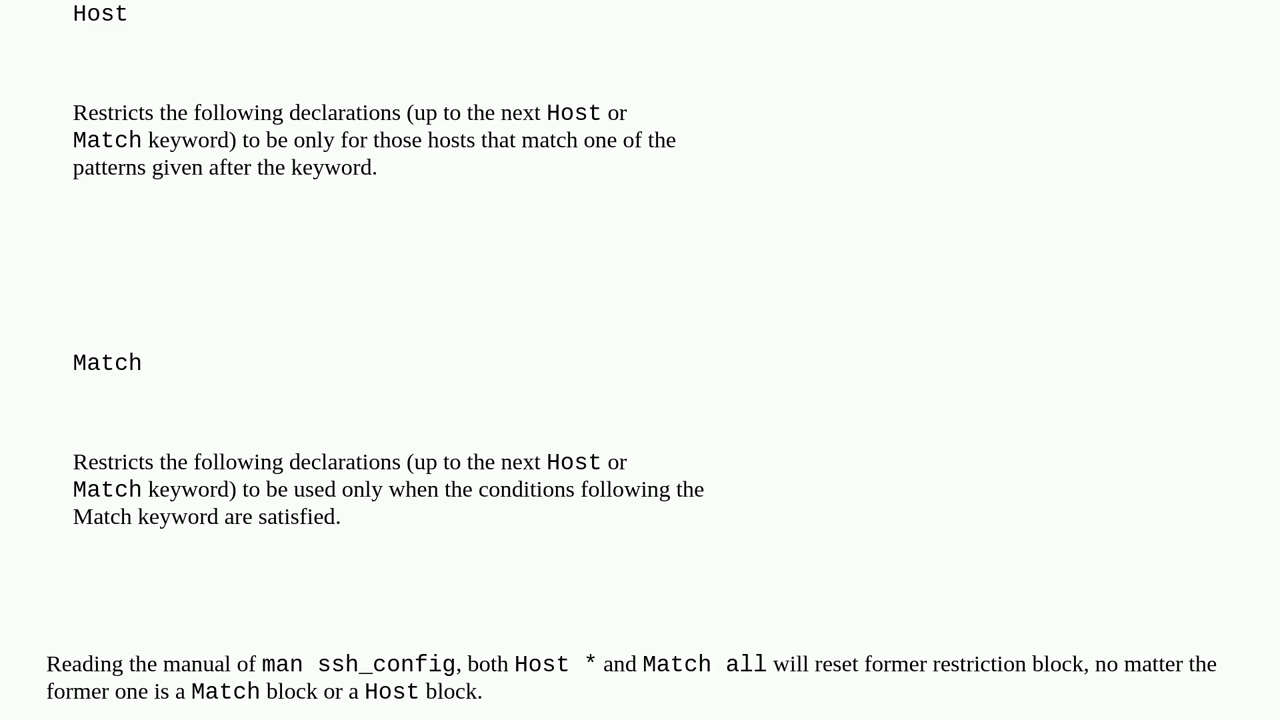 Host
Restricts the following declarations (up to the next Host or
Match keyword) to be only for those hosts that match one of the
patterns given after the keyword.
Match
Restricts the following declarations (up to the next Host or
Match keyword) to be used only when the conditions following the
Match keyword are satisfied.
Reading the manual of man ssh_config, both Host * and Match all will reset former restriction block, no matter the
former one is a Match block or a Host block.